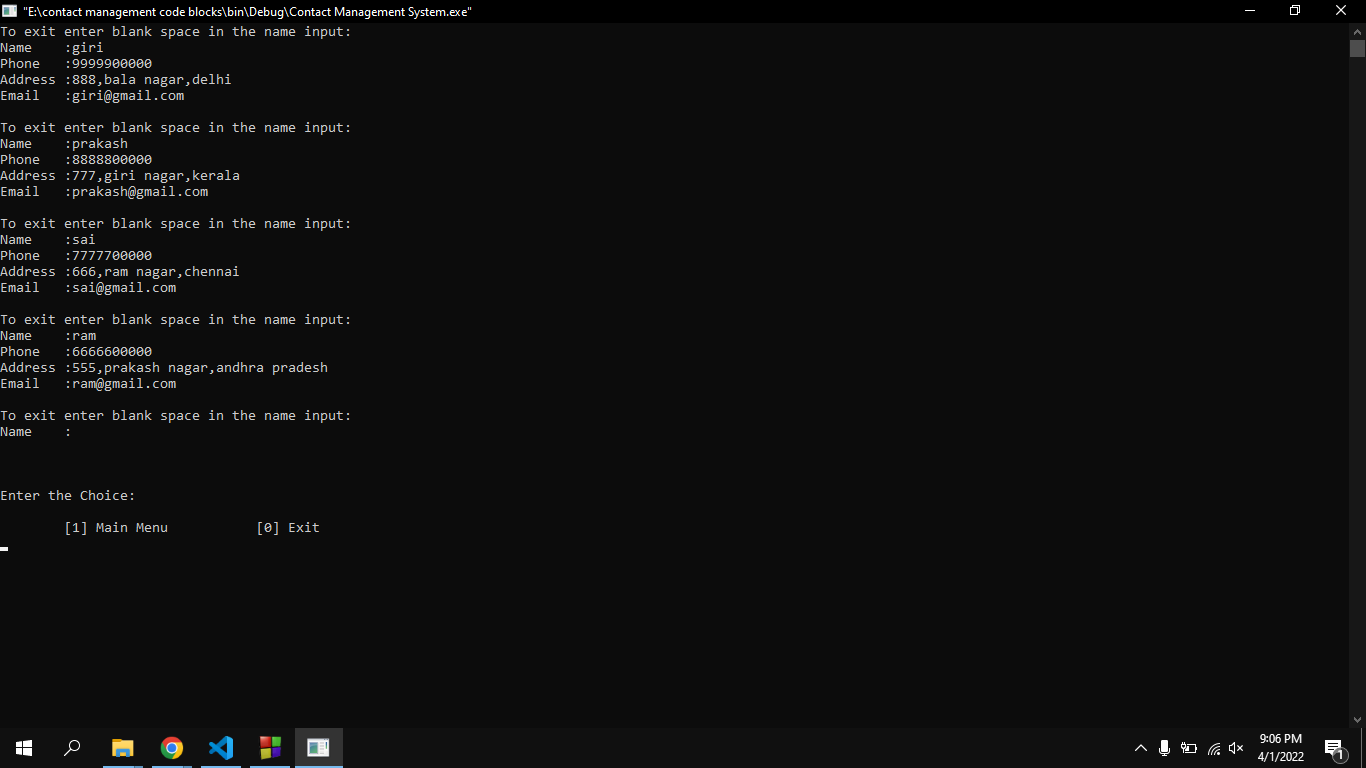 "E:\contact management code blocks\bin\Debug\Contact Management System.exe"
To exit enter blank space in the name input:
Name    :giri
Phone   :9999900000
Address :888,bala nagar,delhi
Email   :giri@gmail.com
To exit enter blank space in the name input:
Name    :prakash
Phone   :8888800000
Address :777,giri nagar,kerala
Email   :prakash@gmail.com
To exit enter blank space in the name input:
Name    :sai
Phone   :7777700000
Address :666,ram nagar,chennai
Email   :sai@gmail.com
To exit enter blank space in the name input:
Name    :ram
Phone   :6666600000
Address :555,prakash nagar,andhra pradesh
Email   :ram@gmail.com
To exit enter blank space in the name input:
Name    :
Enter the Choice:
[1] Main Menu           [0] Exit
9:06 PM
4/1/2022
1